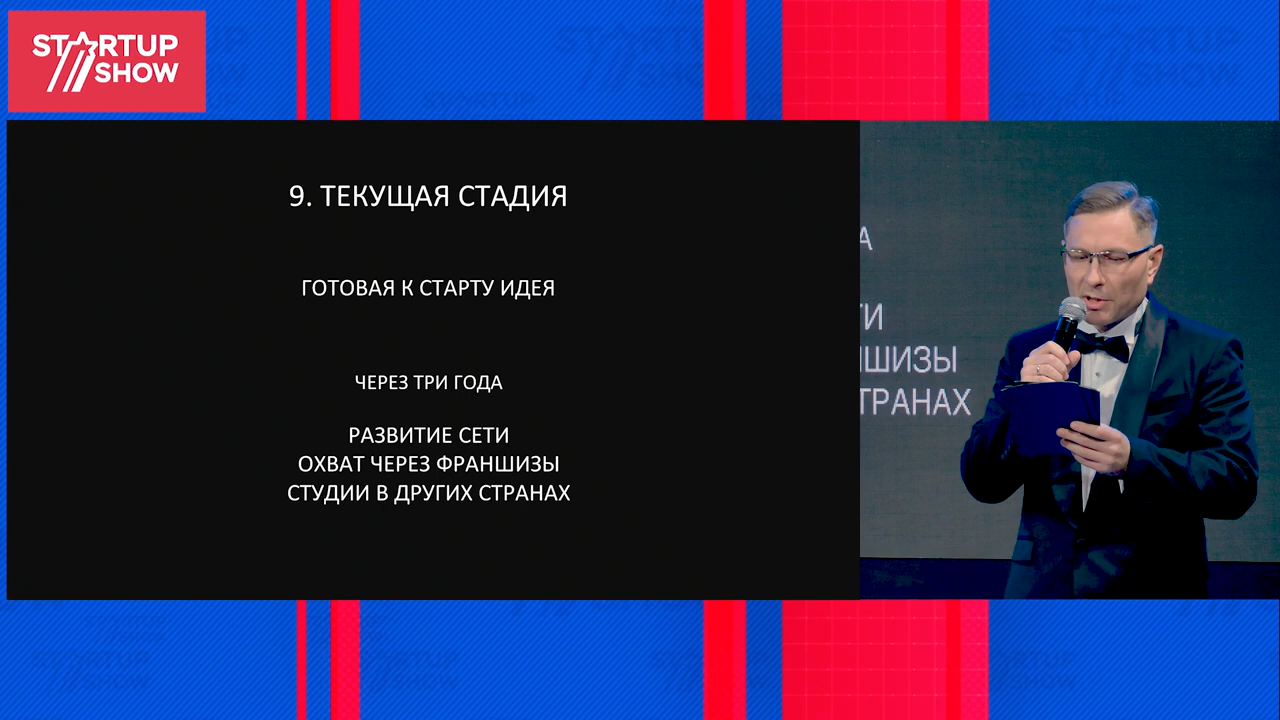 STARTUP
SHOW
9. ТЕКУЩАЯ СТАДИЯ
ГОТОВАЯ К СТАРТУ ИДЕЯ
ЧЕРЕЗ ТРИ ГОДА
РАЗВИТИЕ СЕТИ
ОХВАТ ЧЕРЕЗ ФРАНШИЗЫ
СТУДИИ В ДРУГИХ СТРАНАХ